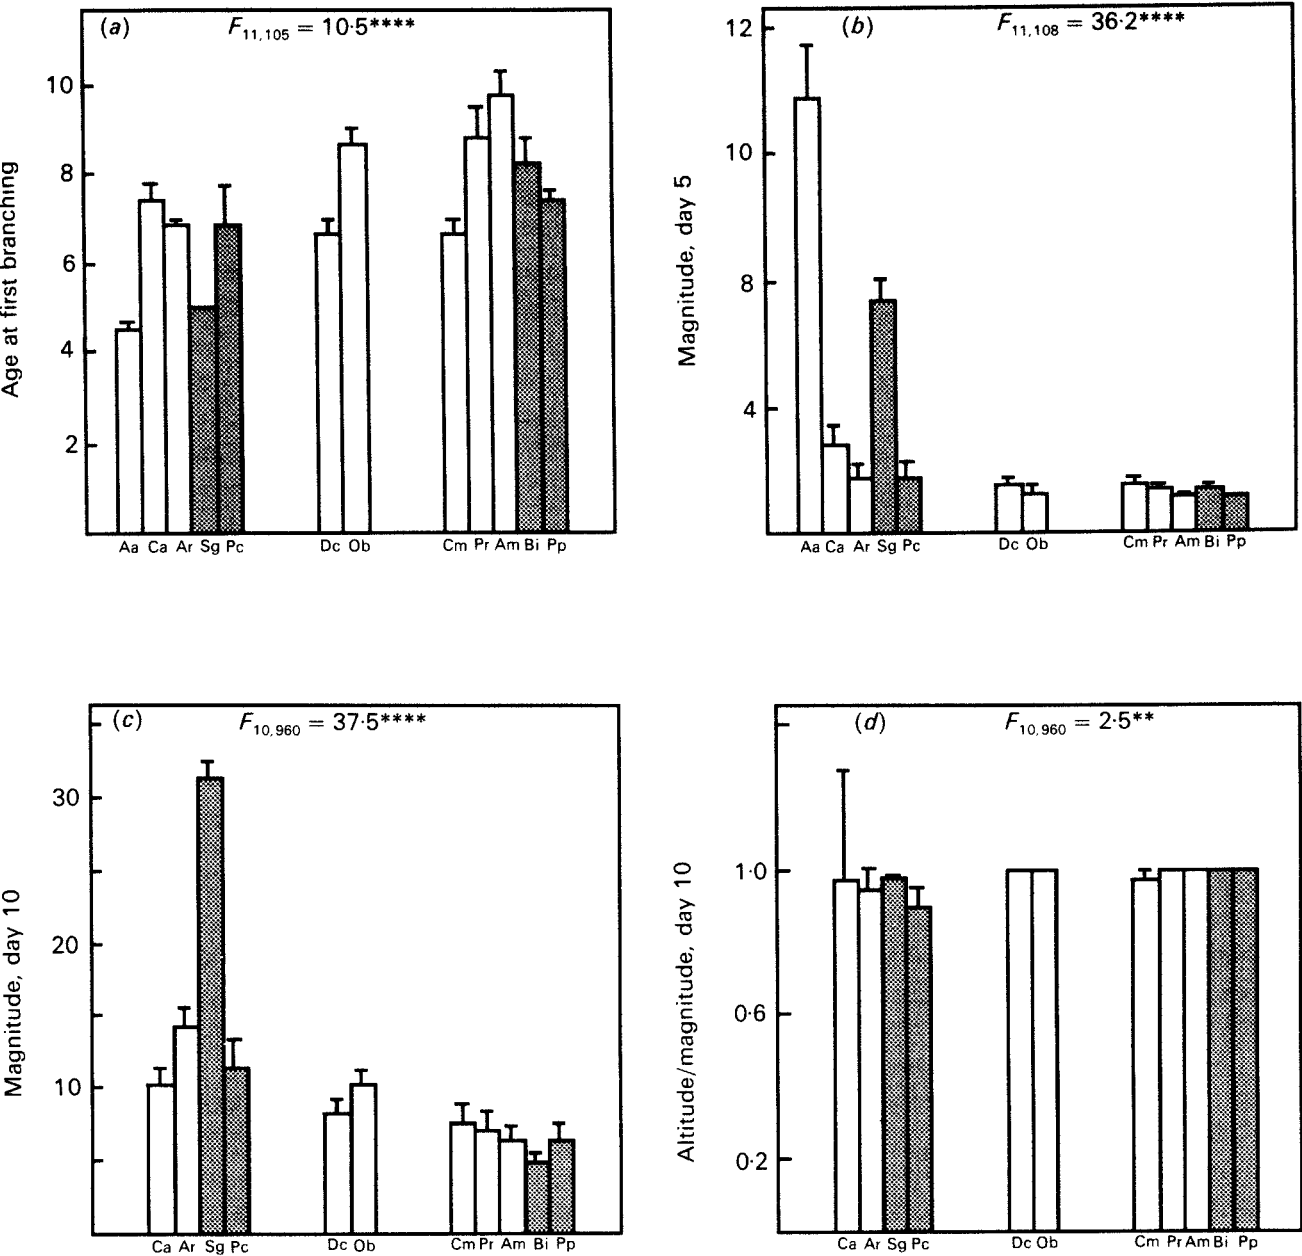 (a) F11,105 = 10·5****
10
8
6
4
2
Age at first branching
Aa Ca Ar Sg Pc Dc Ob Cm Pr Am Bi Pp
(b) F11,108 = 36·2****
12
10
8
4
Magnitude, day 5
Aa Ca Ar Sg Pc Dc Ob Cm Pr Am Bi Pp
(c) F10,960 = 37·5****
30
20
10
Magnitude, day 10
Ca Ar Sg Pc Dc Ob Cm Pr Am Bi Pp
(d) F10,960 = 2·5**
1·0
0·6
0·2
Altitude/magnitude, day 10
Ca Ar Sg Pc Dc Ob Cm Pr Am Bi Pp